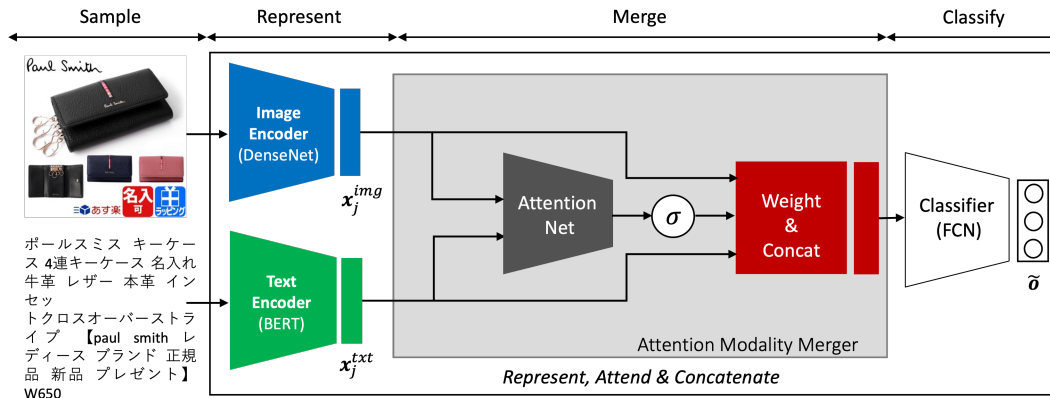 Sample
Represent
Merge
Classify
Paul Smith
名入
可
あす楽
ラッピング
Image
Encoder
(DenseNet)
x_j^{img}
Attention
Net
σ
Weight
&
Concat
Classifier
(FCN)
õ
ポールスミス キーケー
ス 4連キーケース 名入れ
牛革 レザー 本革 イン
セッ
トクロスオーバーストラ
イプ 【paul smith レ
ディース ブランド 正規
品 新品 プレゼント】
W650
Text
Encoder
(BERT)
x_j^{txt}
Attention Modality Merger
Represent, Attend & Concatenate